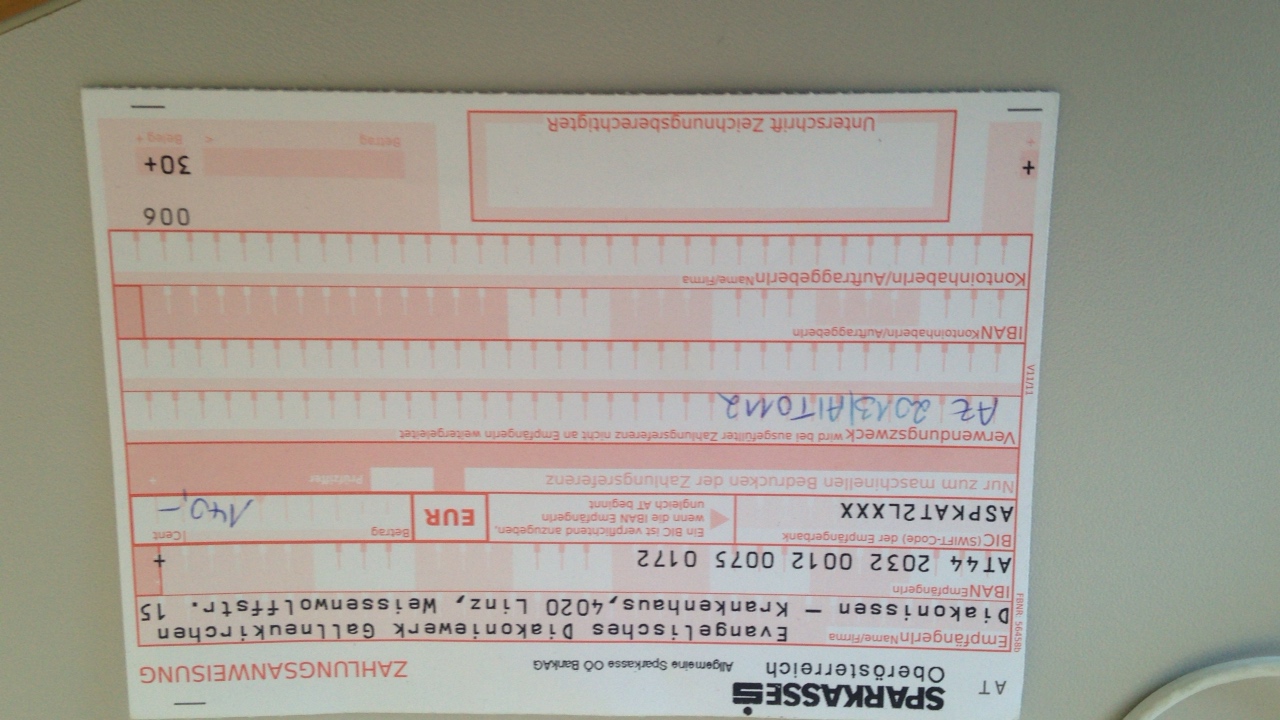 AT SPARKASSE
Oberösterreich Allgemeine Sparkasse OÖ BankAG
ZAHLUNGSANWEISUNG
EmpfängerIn Name/Firma Evangelisches Diakoniewerk Gallneukirchen
Diakonissen – Krankenhaus,4020 Linz, Weissenwolffstr. 15
IBAN EmpfängerIn
AT44 2032 0012 0075 0172 +
BIC (SWIFT-Code) der Empfängerbank
ASPKAT2LXXX
Ein BIC ist verpflichtend anzugeben,
wenn die IBAN EmpfängerIn
ungleich AT beginnt
EUR
Betrag Cent
140,-
Nur zum maschinellen Bedrucken der Zahlungsreferenz
Prüfziffer +
Verwendungszweck wird bei ausgefüllter Zahlungsreferenz nicht an EmpfängerIn weitergeleitet
AZ 2013/AIT0112
IBAN KontoinhaberIn/AuftraggeberIn
KontoinhaberIn/AuftraggeberIn Name/Firma
006
+ 30+
+ Betrag < Beleg +
Unterschrift ZeichnungsberechtigteR
FBNR: 56458b
V11/11